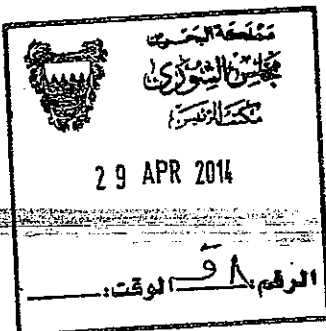 مملكة البحرين
مجلس الشورى
مكتب الرئيس
29 APR 2014
الرقم: الوقت: